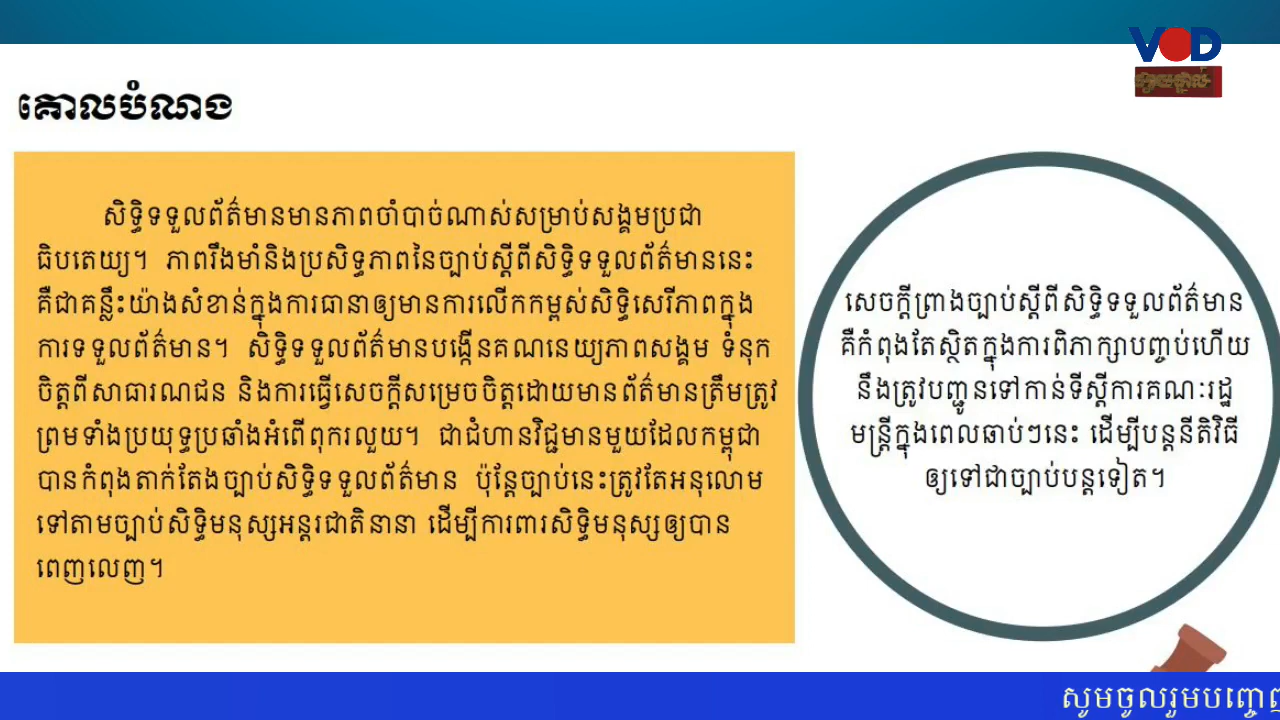 VOD
គោលបំណង
សិទ្ធិទទួលព័ត៌មានមានភាពចាំបាច់ណាស់សម្រាប់សង្គមប្រជា
ធិបតេយ្យ។ ភាពរឹងមាំនិងប្រសិទ្ធភាពនៃច្បាប់ស្តីពីសិទ្ធិទទួលព័ត៌មាននេះ
គឺជាគន្លឹះយ៉ាងសំខាន់ក្នុងការធានាឲ្យមានការលើកកម្ពស់សិទ្ធិសេរីភាពក្នុង
ការទទួលព័ត៌មាន។ សិទ្ធិទទួលព័ត៌មានបង្កើនគណនេយ្យភាពសង្គម ទំនុក
ចិត្តពីសាធារណជន និងការធ្វើសេចក្តីសម្រេចចិត្តដោយមានព័ត៌មានត្រឹមត្រូវ
ព្រមទាំងប្រយុទ្ធប្រឆាំងអំពើពុករលួយ។ ជាជំហានវិជ្ជមានមួយដែលកម្ពុជា
បានកំពុងតាក់តែងច្បាប់សិទ្ធិទទួលព័ត៌មាន ប៉ុន្តែច្បាប់នេះត្រូវតែអនុលោម
ទៅតាមច្បាប់សិទ្ធិមនុស្សអន្តរជាតិនានា ដើម្បីការពារសិទ្ធិមនុស្សឲ្យបាន
ពេញលេញ។
សេចក្តីព្រាងច្បាប់ស្តីពីសិទ្ធិទទួលព័ត៌មាន
គឺកំពុងតែស្ថិតក្នុងការពិភាក្សាបញ្ចប់ហើយ
នឹងត្រូវបញ្ជូនទៅកាន់ទីស្តីការគណៈរដ្ឋ
មន្ត្រីក្នុងពេលឆាប់ៗនេះ ដើម្បីបន្តនីតិវិធី
ឲ្យទៅជាច្បាប់បន្តទៀត។
សូមចូលរួមបញ្ចេញ